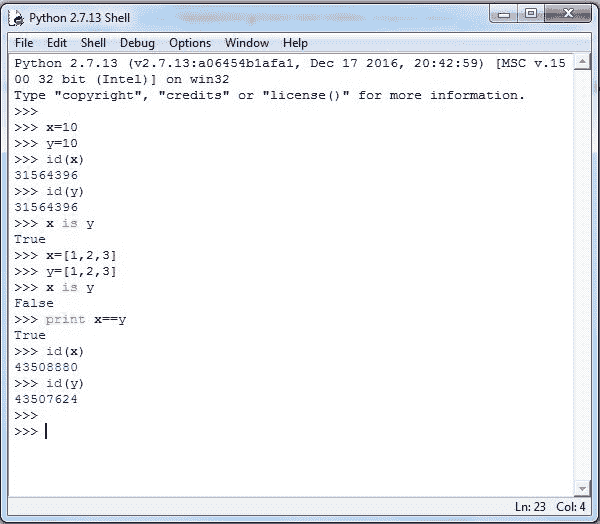 Python 2.7.13 Shell
File Edit Shell Debug Options Window Help
Python 2.7.13 (v2.7.13:a06454b1afa1, Dec 17 2016, 20:42:59) [MSC v.15
00 32 bit (Intel)] on win32
Type "copyright", "credits" or "license()" for more information.
>>>
>>> x=10
>>> y=10
>>> id(x)
31564396
>>> id(y)
31564396
>>> x is y
True
>>> x=[1,2,3]
>>> y=[1,2,3]
>>> x is y
False
>>> print x==y
True
>>> id(x)
43508880
>>> id(y)
43507624
>>>
>>>
Ln: 23 Col: 4